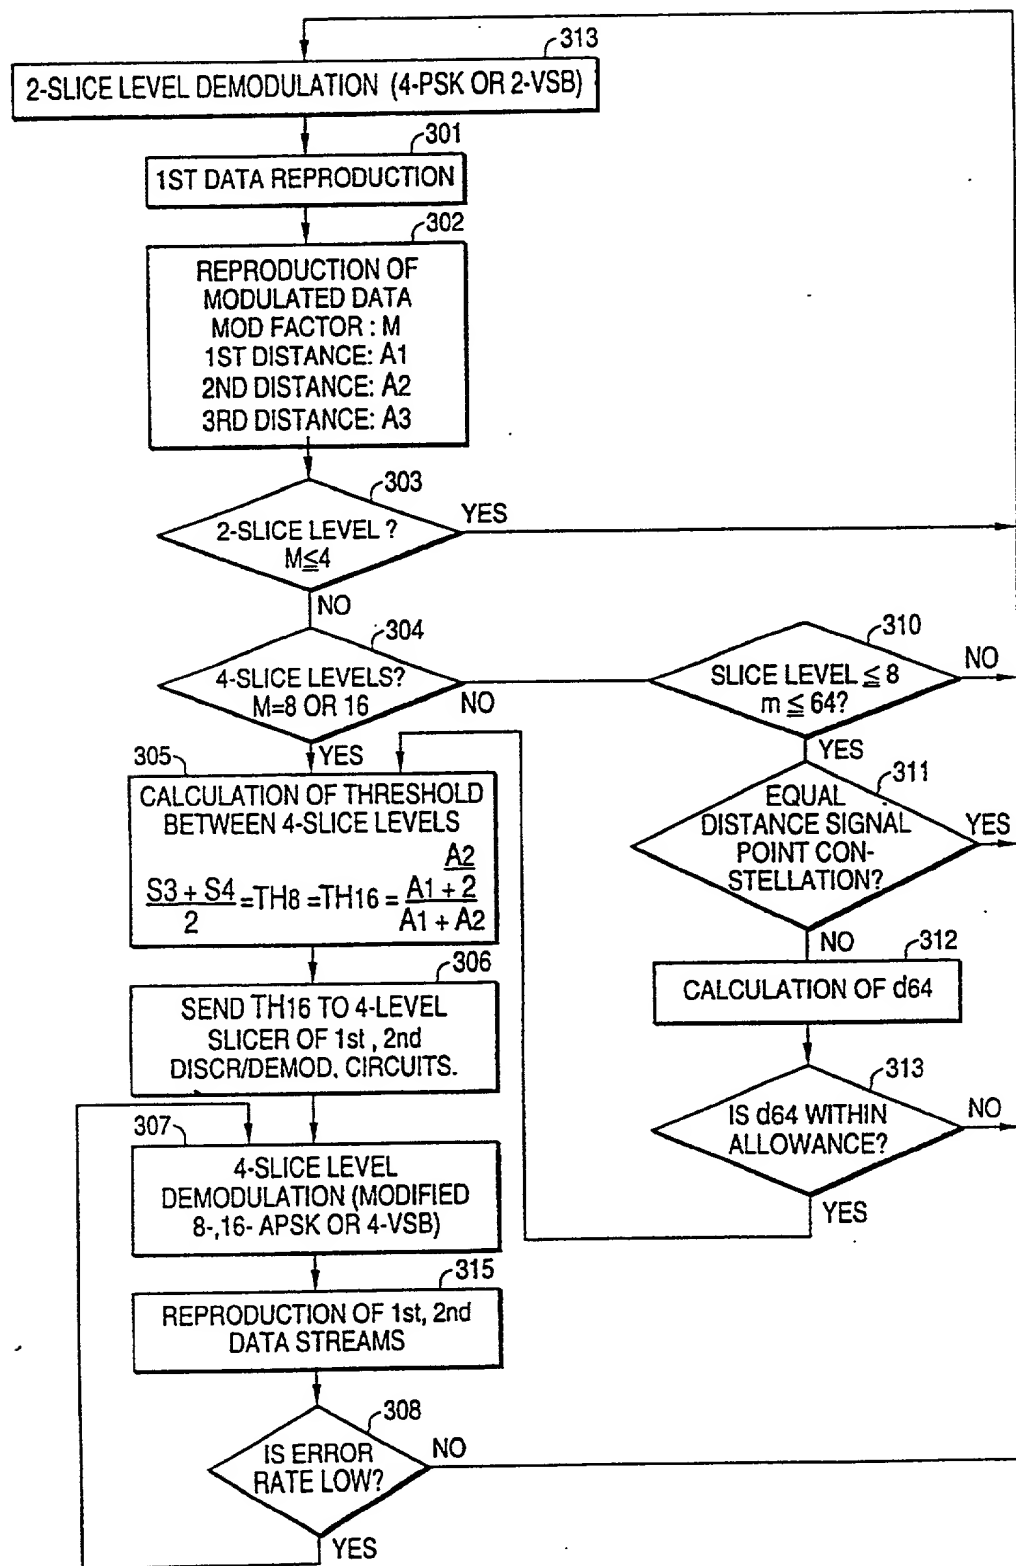 313
2-SLICE LEVEL DEMODULATION (4-PSK OR 2-VSB)
301
1ST DATA REPRODUCTION
302
REPRODUCTION OF
MODULATED DATA
MOD FACTOR : M
1ST DISTANCE: A1
2ND DISTANCE: A2
3RD DISTANCE: A3
303
2-SLICE LEVEL ?
M≦4
YES
NO
304
4-SLICE LEVELS?
M=8 OR 16
NO
YES
310
SLICE LEVEL ≦ 8
m ≦ 64?
NO
YES
311
EQUAL
DISTANCE SIGNAL
POINT CON-
STELLATION?
YES
NO
312
CALCULATION OF d64
313
IS d64 WITHIN
ALLOWANCE?
NO
YES
305
CALCULATION OF THRESHOLD
BETWEEN 4-SLICE LEVELS
A2
S3 + S4 A1 + 2
=TH8 =TH16 =
2 A1 + A2
306
SEND TH16 TO 4-LEVEL
SLICER OF 1st , 2nd
DISCR/DEMOD. CIRCUITS.
307
4-SLICE LEVEL
DEMODULATION (MODIFIED
8-,16- APSK OR 4-VSB)
315
REPRODUCTION OF 1st, 2nd
DATA STREAMS
308
IS ERROR
RATE LOW?
NO
YES